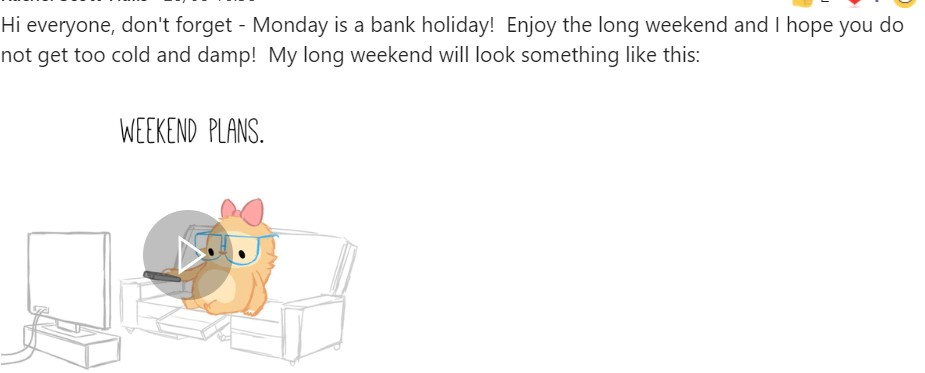 Hi everyone, don't forget - Monday is a bank holiday! Enjoy the long weekend and I hope you do
not get too cold and damp! My long weekend will look something like this:
WEEKEND PLANS.